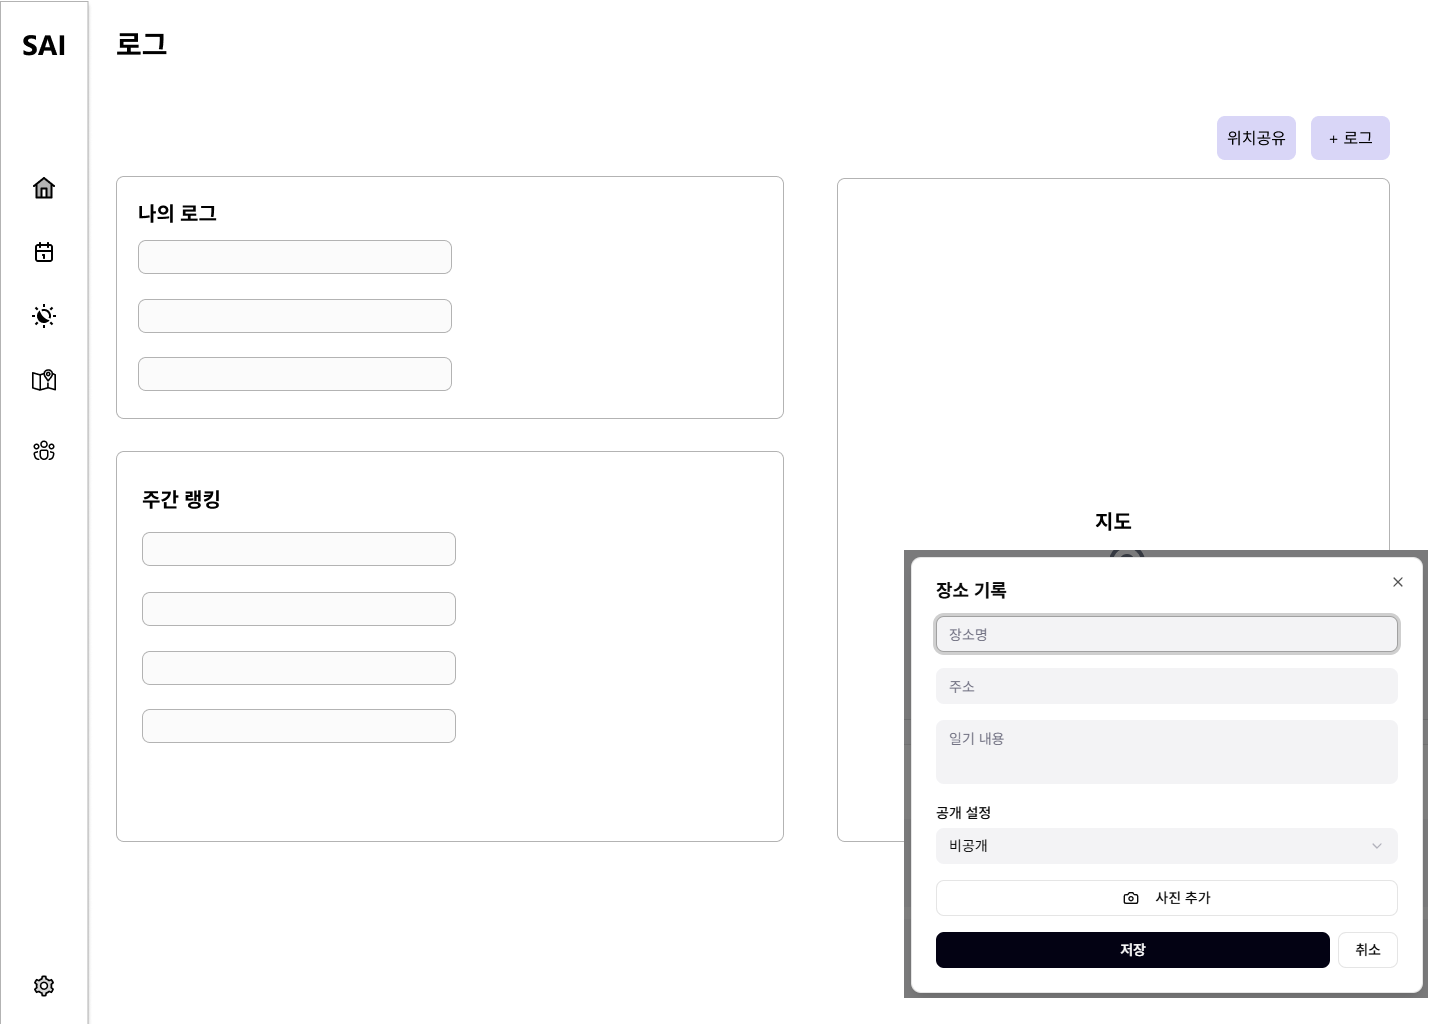 SAI
로그
위치공유
+ 로그
나의 로그
주간 랭킹
지도
장소 기록
장소명
주소
일기 내용
공개 설정
비공개
사진 추가
저장
취소